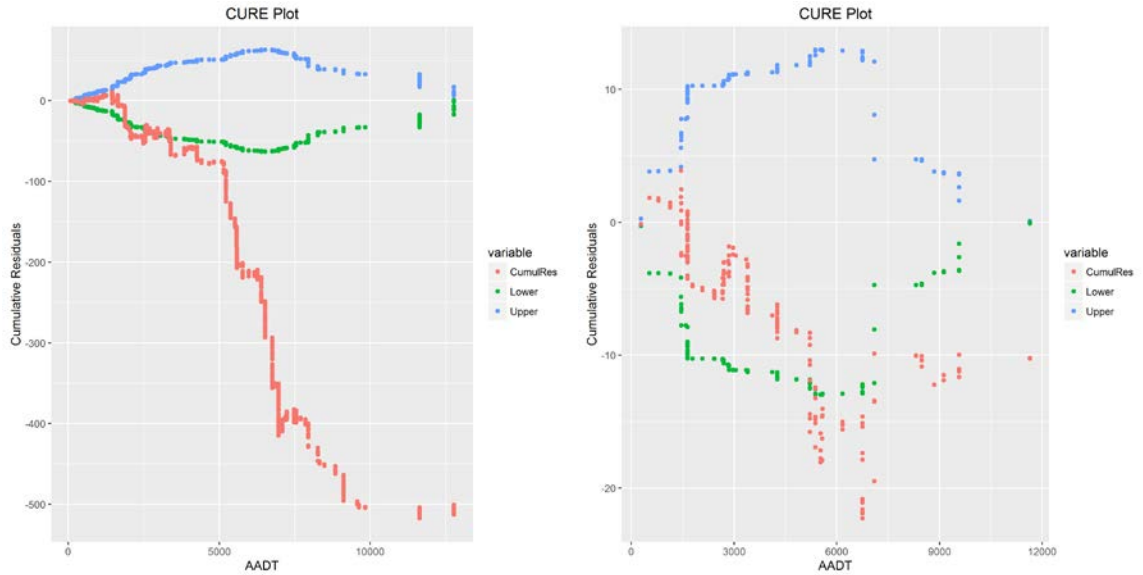 CURE Plot
0
-100
-200
-300
-400
-500
Cumulative Residuals
0
5000
10000
AADT
variable
CumulRes
Lower
Upper
CURE Plot
10
0
-10
-20
Cumulative Residuals
0
3000
6000
9000
12000
AADT
variable
CumulRes
Lower
Upper